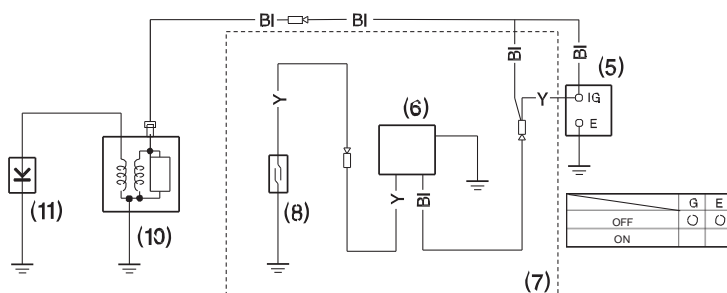 Bl Bl
Bl Bl (5)
Y (6) Y IG
E
(8) Y Bl
(11) (10)
G E
OFF
ON
(7)